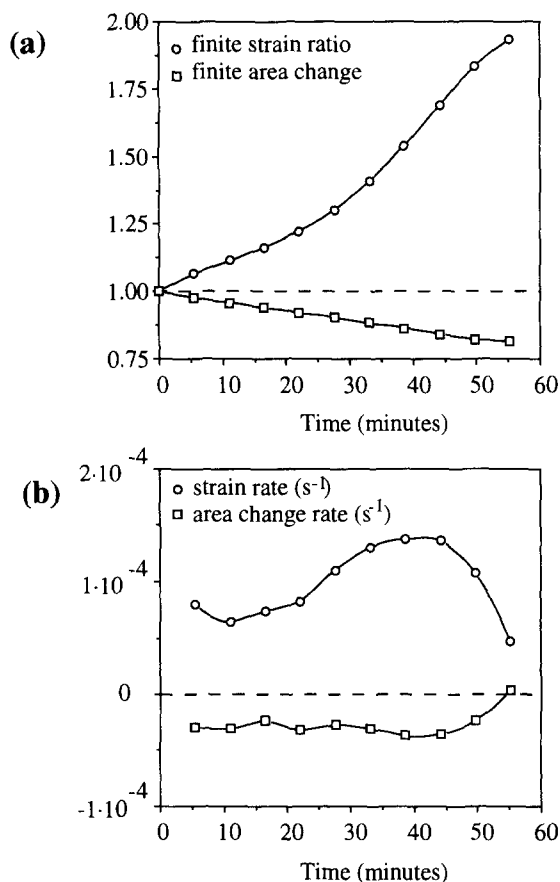 (a)
2.00
1.75
1.50
1.25
1.00
0.75
finite strain ratio
finite area change
0 10 20 30 40 50 60
Time (minutes)
(b)
2·10⁻⁴
1·10⁻⁴
0
-1·10⁻⁴
strain rate (s⁻¹)
area change rate (s⁻¹)
0 10 20 30 40 50 60
Time (minutes)